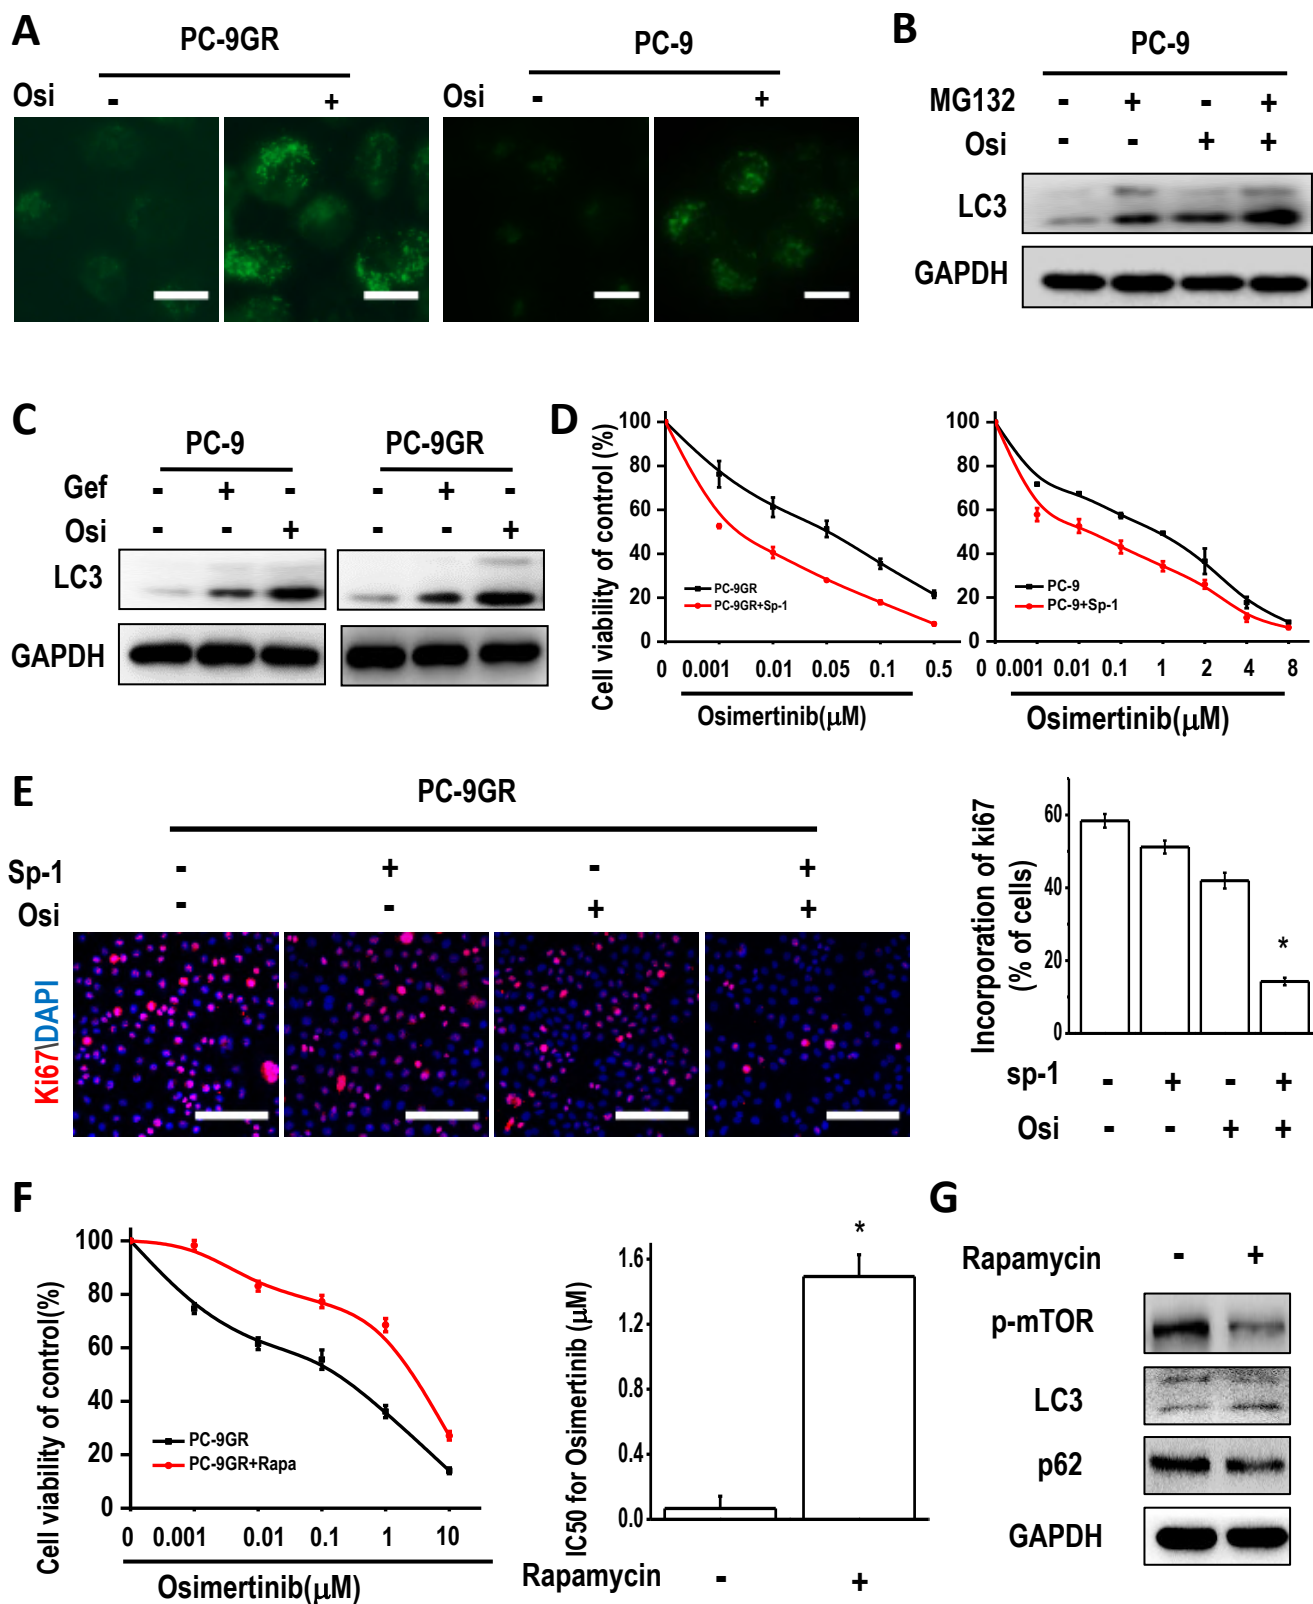 A
PC-9GR
PC-9
Osi - +
Osi - +
B
PC-9
MG132 - + - +
Osi - - + +
LC3
GAPDH
C
PC-9
PC-9GR
Gef - + - - + -
Osi - - + - - +
LC3
GAPDH
D
Cell viability of control (%)
100
80
60
40
20
0
PC-9GR
PC-9GR+Sp-1
0 0.001 0.01 0.05 0.1 0.5
Osimertinib(μM)
100
80
60
40
20
0
PC-9
PC-9+Sp-1
0 0.001 0.01 0.1 1 2 4 8
Osimertinib(μM)
E
PC-9GR
Sp-1 - + - +
Osi - - + +
Ki67\DAPI
Incorporation of ki67
(% of cells)
60
40
20
0
*
sp-1 - + - +
Osi - - + +
F
Cell viability of control(%)
100
80
60
40
20
0
PC-9GR
PC-9GR+Rapa
0 0.001 0.01 0.1 1 10
Osimertinib(μM)
IC50 for Osimertinib (μM)
1.6
1.2
0.8
0.4
0.0
*
Rapamycin - +
G
Rapamycin - +
p-mTOR
LC3
p62
GAPDH